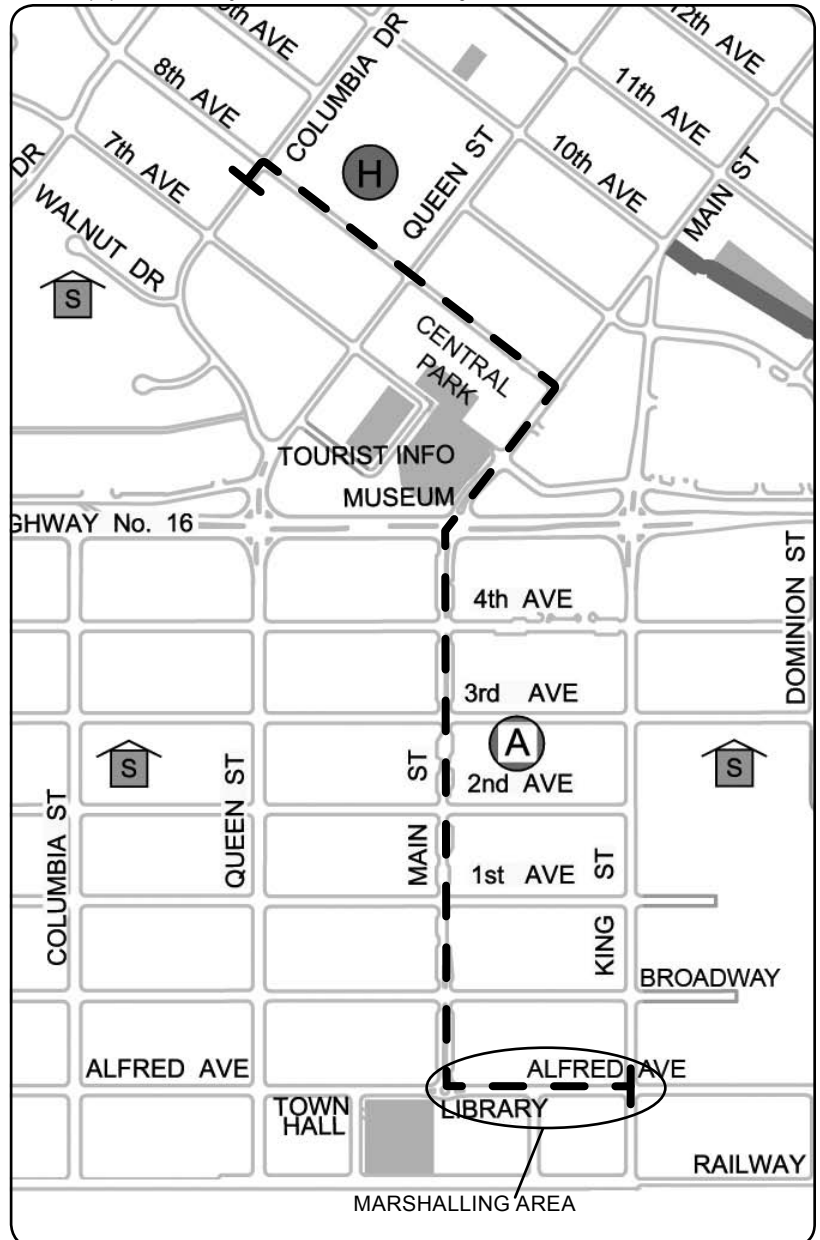 AVE
COLUMBIA DR
12th AVE
8th AVE
11th AVE
7th AVE
H
QUEEN ST
10th AVE
MAIN ST
DR
WALNUT DR
S
CENTRAL
PARK
TOURIST INFO
MUSEUM
GHWAY No. 16
4th AVE
DOMINION ST
3rd AVE
A
S
S
2nd AVE
COLUMBIA ST
QUEEN ST
MAIN ST
1st AVE
KING ST
BROADWAY
ALFRED AVE
ALFRED AVE
TOWN
HALL
LIBRARY
RAILWAY
MARSHALLING AREA